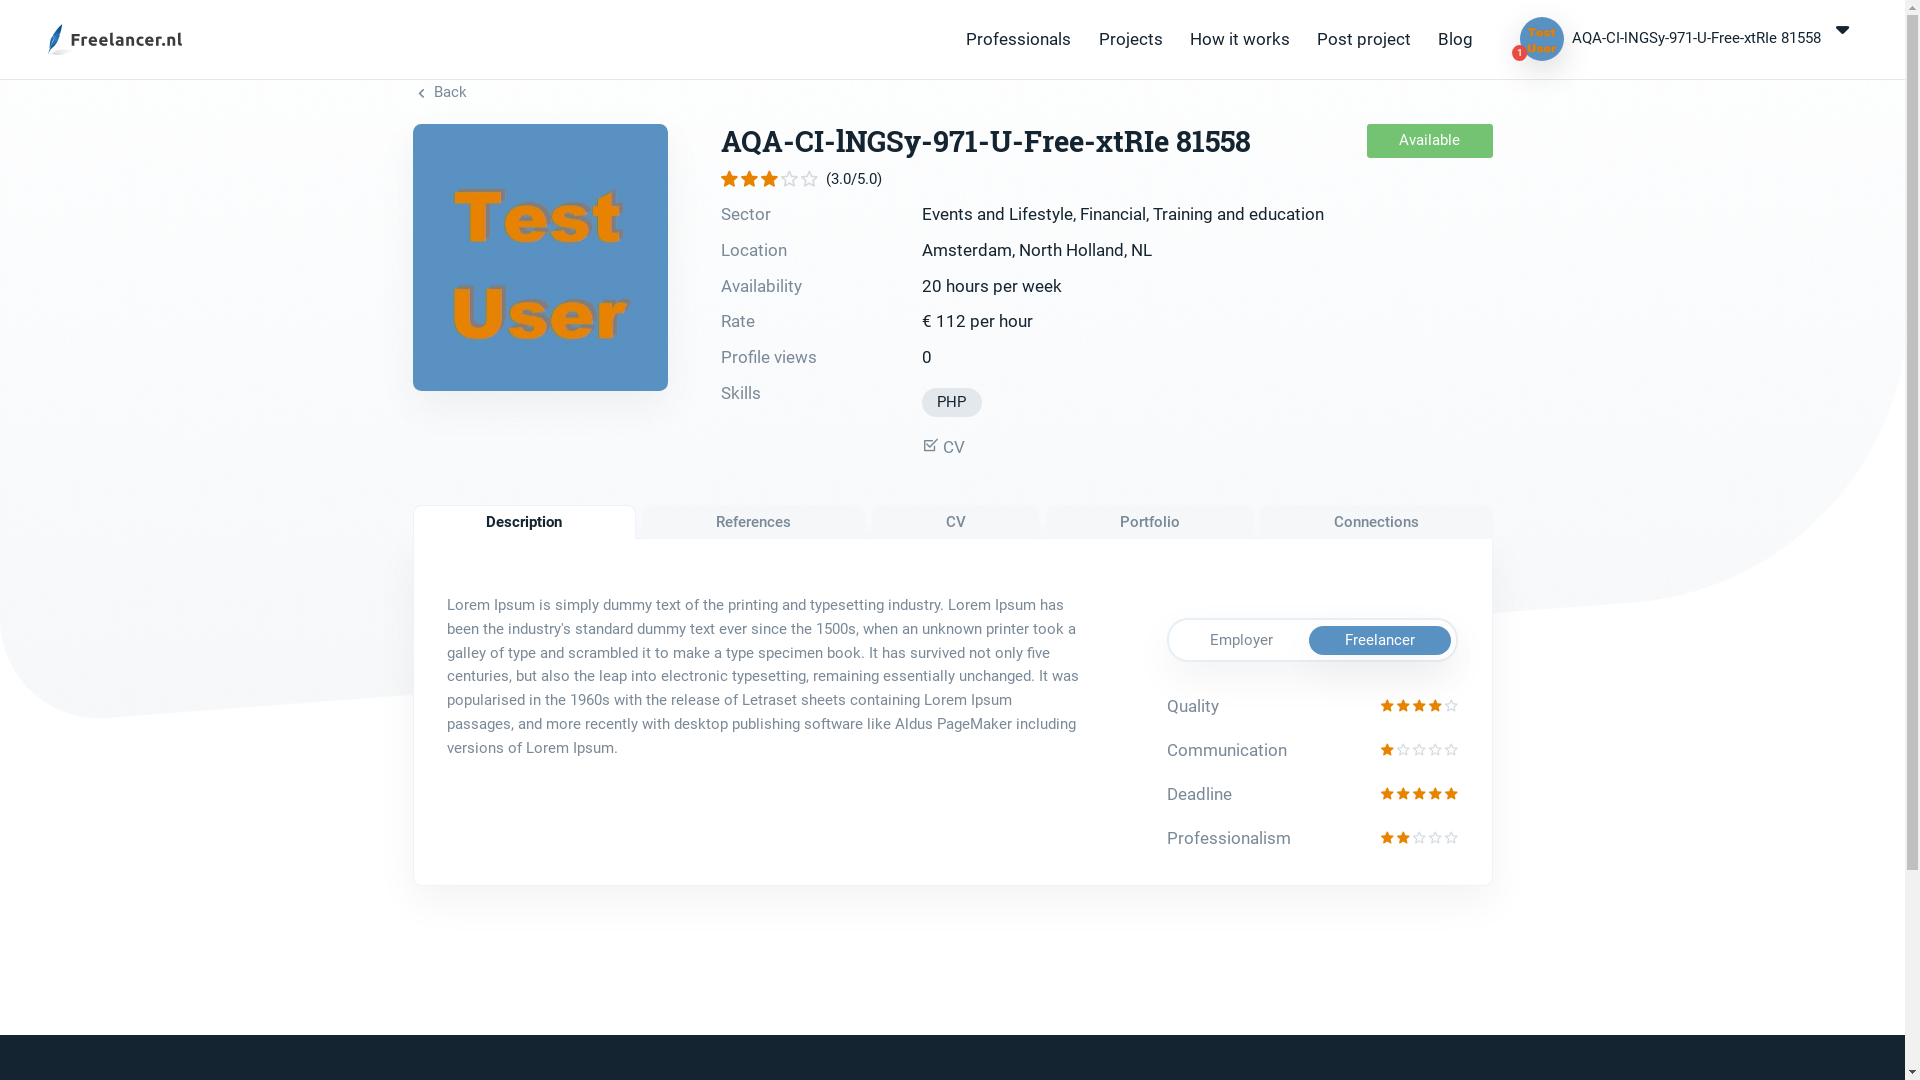 Freelancer.nl
Professionals
Projects
How it works
Post project
Blog
Test
User
1
AQA-CI-lNGSy-971-U-Free-xtRIe 81558
Back
Test
User
AQA-CI-lNGSy-971-U-Free-xtRIe 81558
Available
(3.0/5.0)
Sector
Events and Lifestyle, Financial, Training and education
Location
Amsterdam, North Holland, NL
Availability
20 hours per week
Rate
€ 112 per hour
Profile views
0
Skills
PHP
CV
Description
References
CV
Portfolio
Connections
Lorem Ipsum is simply dummy text of the printing and typesetting industry. Lorem Ipsum has
been the industry's standard dummy text ever since the 1500s, when an unknown printer took a
galley of type and scrambled it to make a type specimen book. It has survived not only five
centuries, but also the leap into electronic typesetting, remaining essentially unchanged. It was
popularised in the 1960s with the release of Letraset sheets containing Lorem Ipsum
passages, and more recently with desktop publishing software like Aldus PageMaker including
versions of Lorem Ipsum.
Employer
Freelancer
Quality
Communication
Deadline
Professionalism